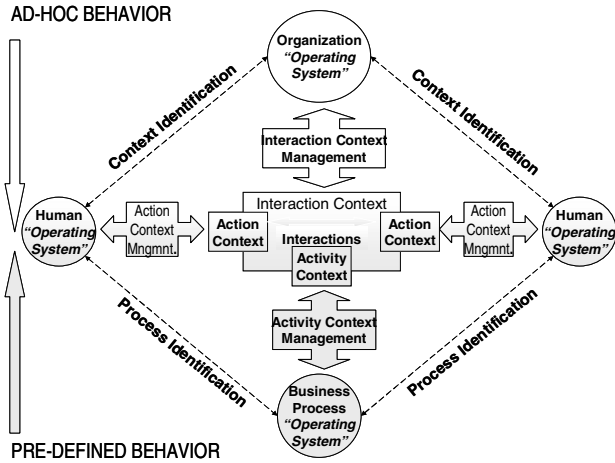 AD-HOC BEHAVIOR
Organization
“Operating
System”
Context Identification
Context Identification
Interaction Context
Management
Interaction Context
Human
“Operating
System”
Action
Context
Mngmnt.
Action
Context
Interactions
Activity
Context
Action
Context
Action
Context
Mngmnt.
Human
“Operating
System”
Process Identification
Process Identification
Activity Context
Management
Business
Process
“Operating
System”
PRE-DEFINED BEHAVIOR